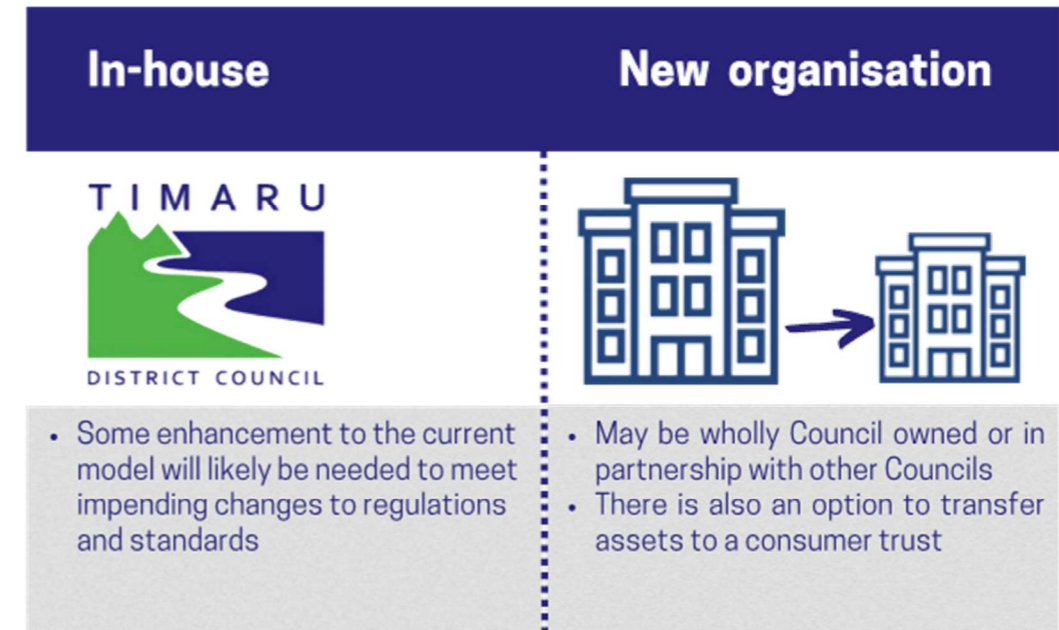 In-house
New organisation
TIMARU
DISTRICT COUNCIL
• Some enhancement to the current
model will likely be needed to meet
impending changes to regulations
and standards
• May be wholly Council owned or in
partnership with other Councils
• There is also an option to transfer
assets to a consumer trust